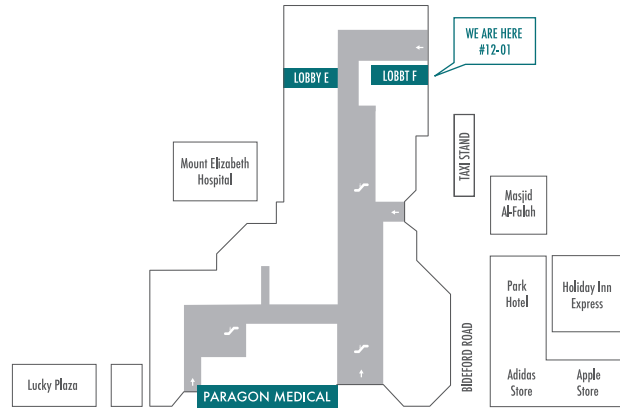 WE ARE HERE
#12-01
LOBBY E
LOBBT F
TAXI STAND
Mount Elizabeth
Hospital
Masjid
Al-Falah
Park
Hotel
Holiday Inn
Express
BIDEFORD ROAD
Adidas
Store
Apple
Store
Lucky Plaza
PARAGON MEDICAL